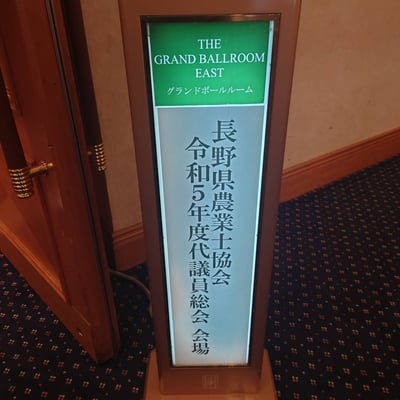 THE
GRAND BALLROOM
EAST
グランドボールルーム
長野県農業士協会
令和5年度代議員総会 会場